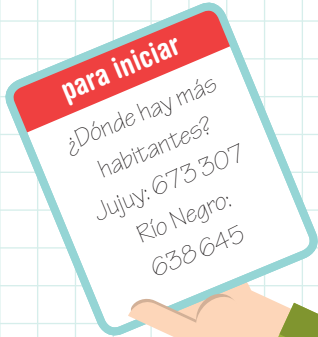 para iniciar
¿Dónde hay más
habitantes?
Jujuy: 673 307
Río Negro:
638 645